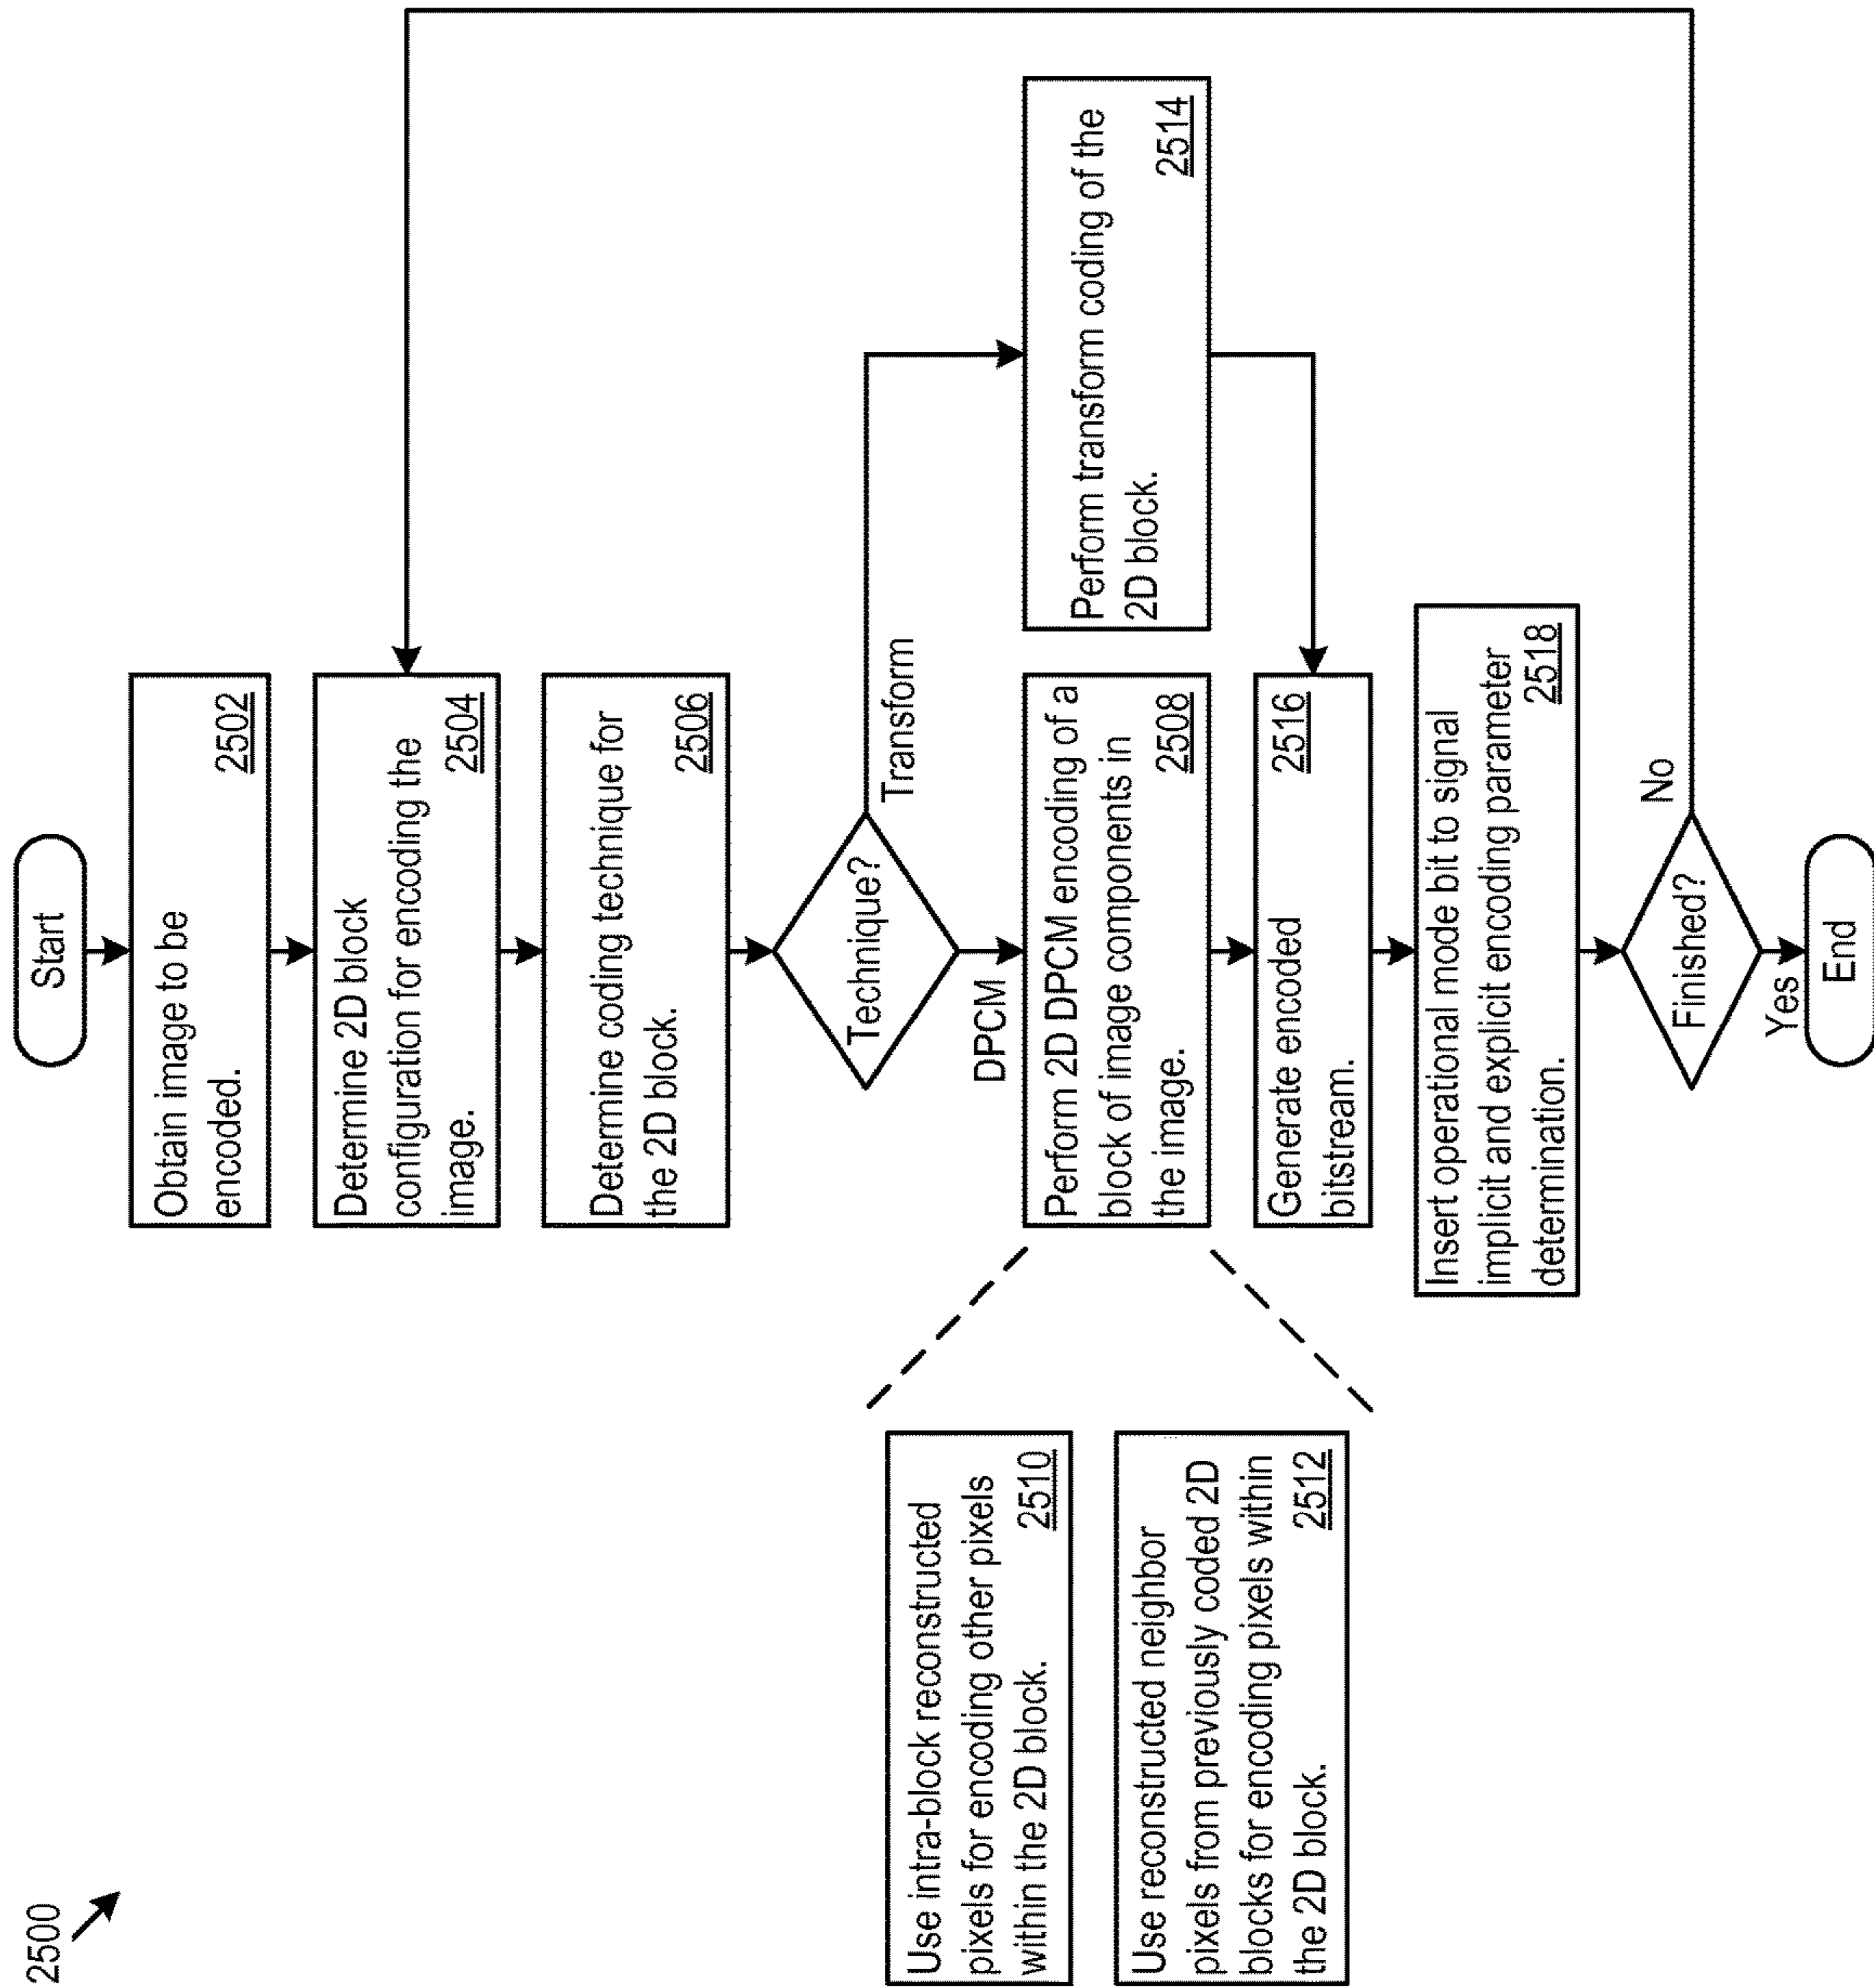 2500
Start
Obtain image to be
encoded.
2502
Determine 2D block
configuration for encoding the
image.
2504
Determine coding technique for
the 2D block.
2506
Technique?
Transform
DPCM
Perform 2D DPCM encoding of a
block of image components in
the image.
2508
Use intra-block reconstructed
pixels for encoding other pixels
within the 2D block.
2510
Use reconstructed neighbor
pixels from previously coded 2D
blocks for encoding pixels within
the 2D block.
2512
Perform transform coding of the
2D block.
2514
Generate encoded
bitstream.
2516
Insert operational mode bit to signal
implicit and explicit encoding parameter
determination.
2518
Finished?
No
Yes
End